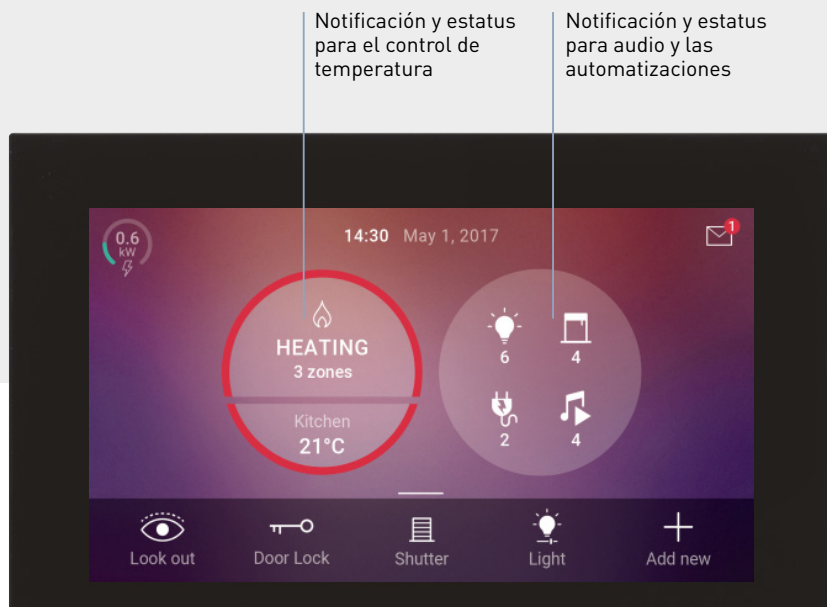 Notificación y estatus
para el control de
temperatura
Notificación y estatus
para audio y las
automatizaciones
0.6
kW
14:30 May 1, 2017
1
HEATING
3 zones
Kitchen
21°C
6
4
2
4
Look out
Door Lock
Shutter
Light
Add new